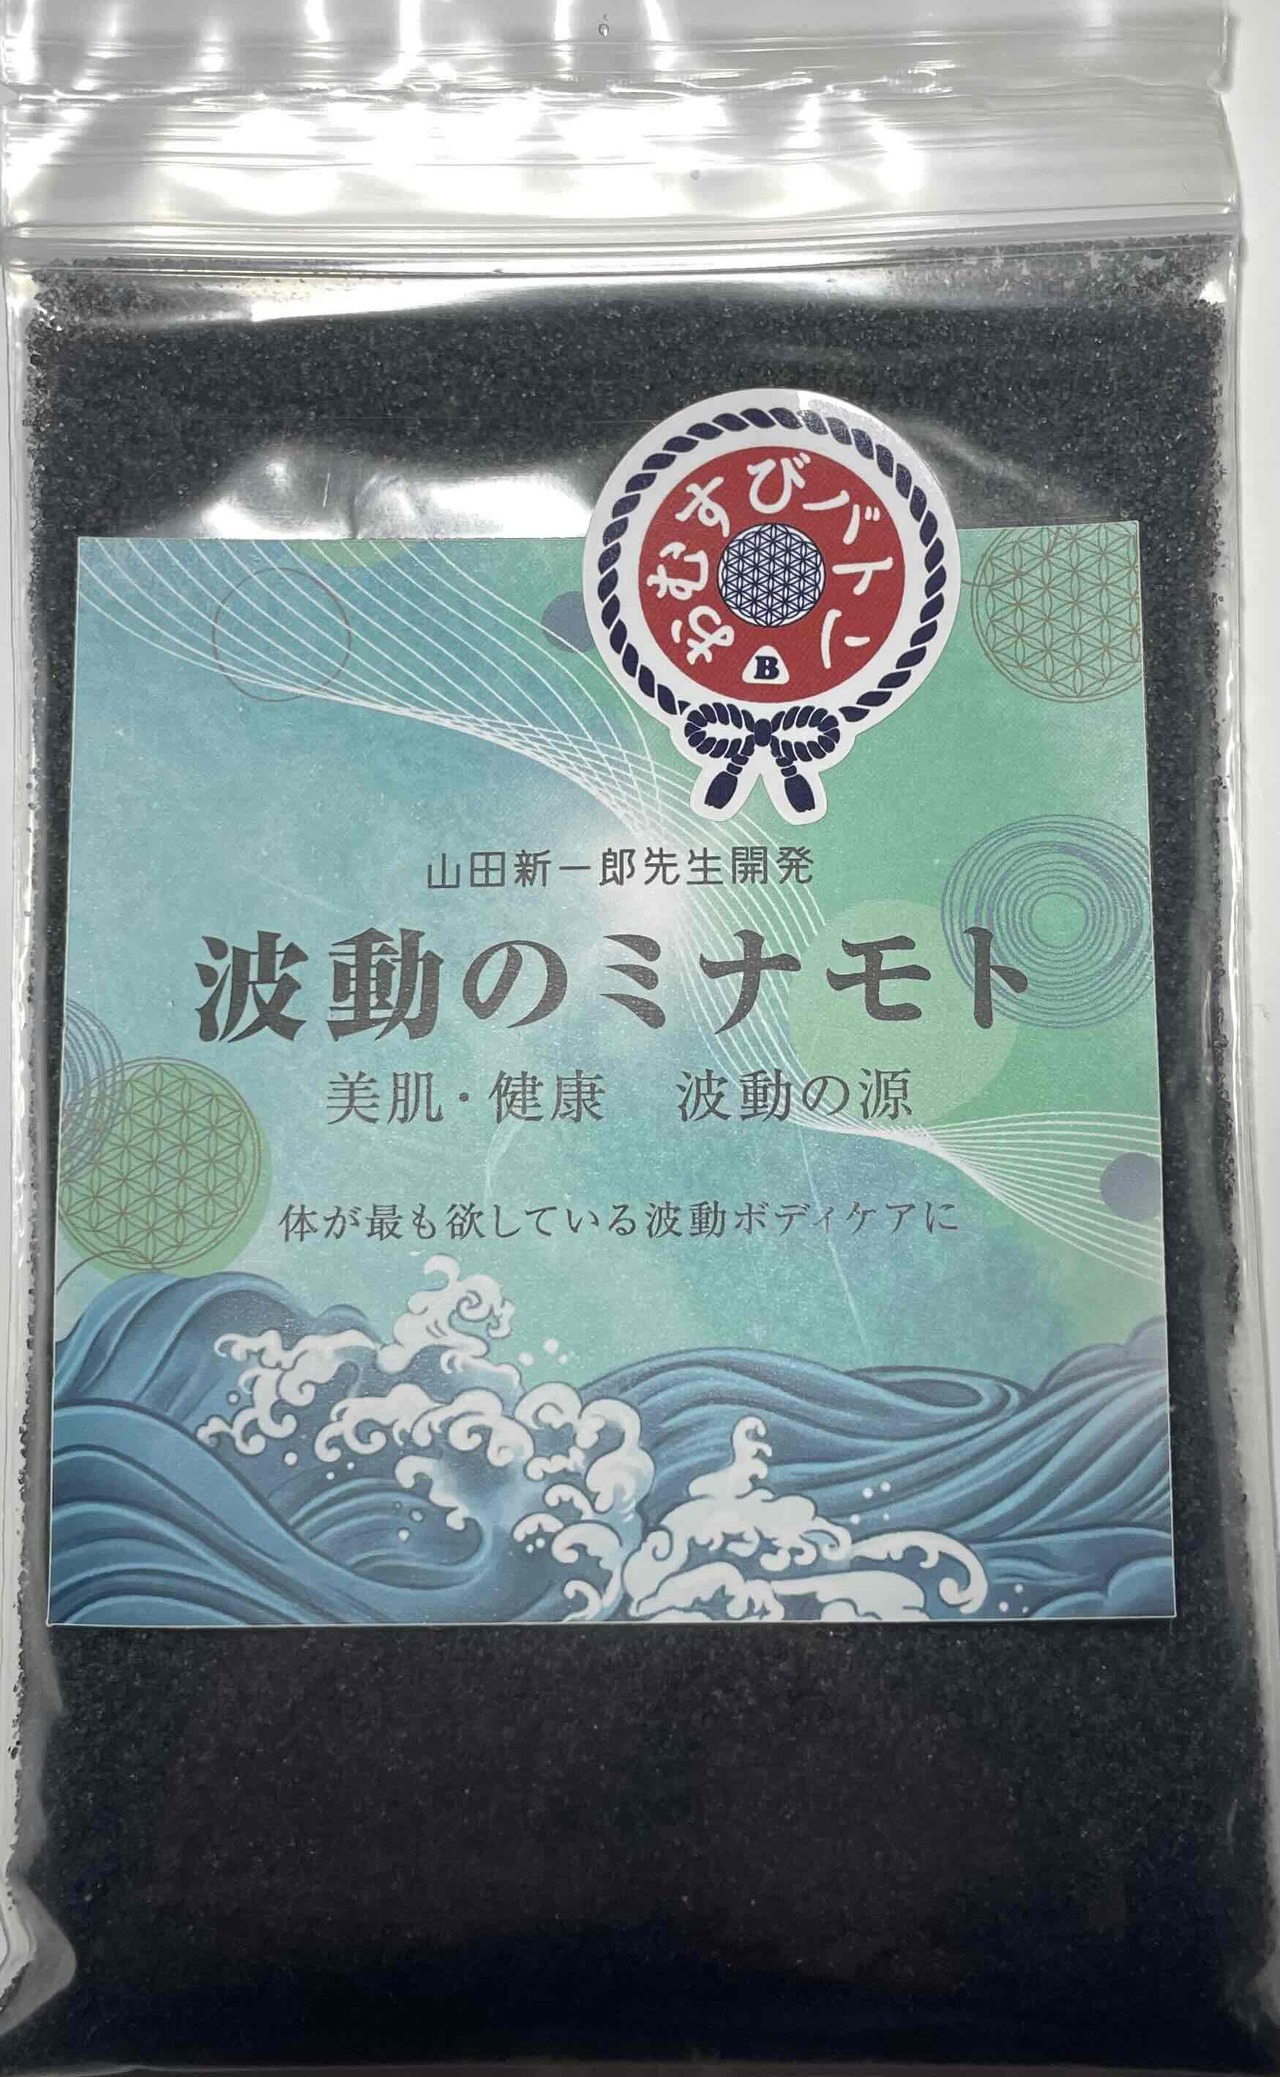 おむすびバトン
B
山田新一郎先生開発
波動のミナモト
美肌・健康　波動の源
体が最も欲している波動ボディケアに